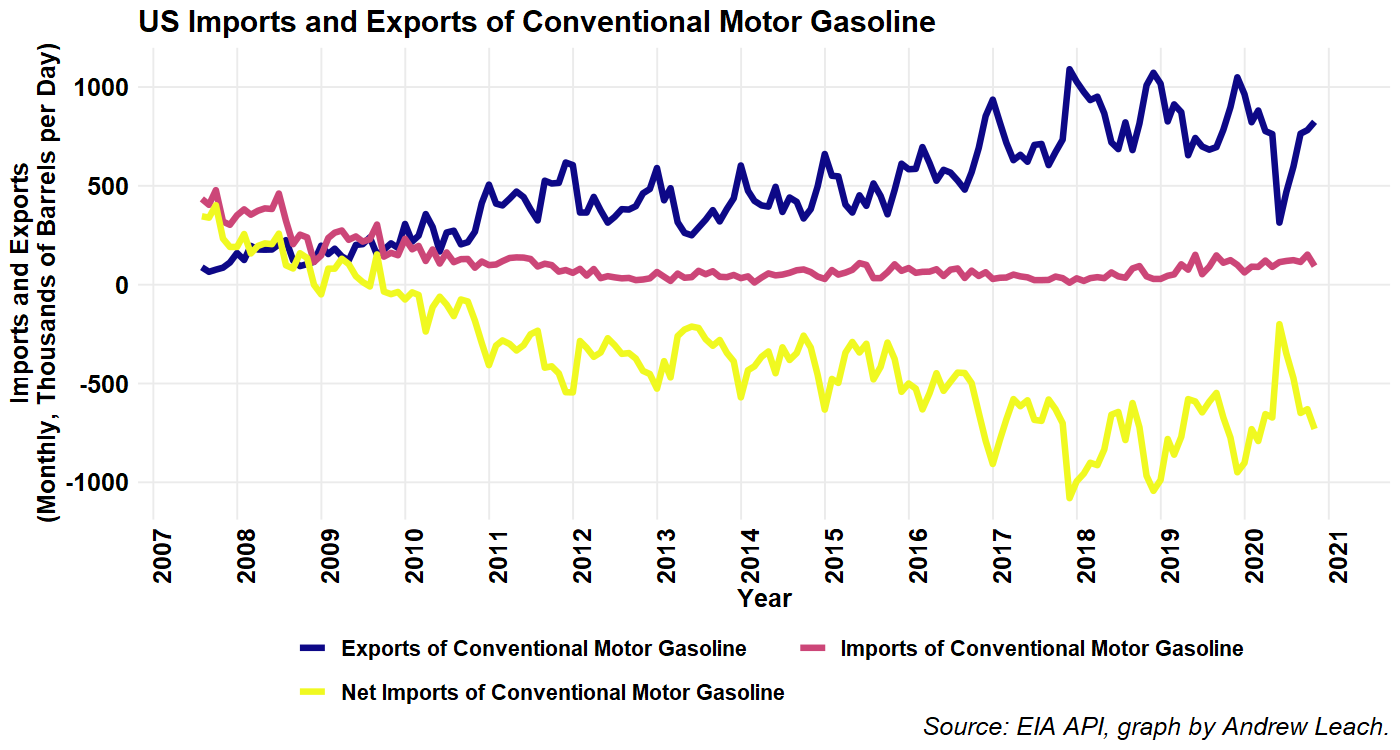 US Imports and Exports of Conventional Motor Gasoline
Imports and Exports
(Monthly, Thousands of Barrels per Day)
1000
500
0
-500
-1000
2007
2008
2009
2010
2011
2012
2013
2014
2015
2016
2017
2018
2019
2020
2021
Year
Exports of Conventional Motor Gasoline
Imports of Conventional Motor Gasoline
Net Imports of Conventional Motor Gasoline
Source: EIA API, graph by Andrew Leach.